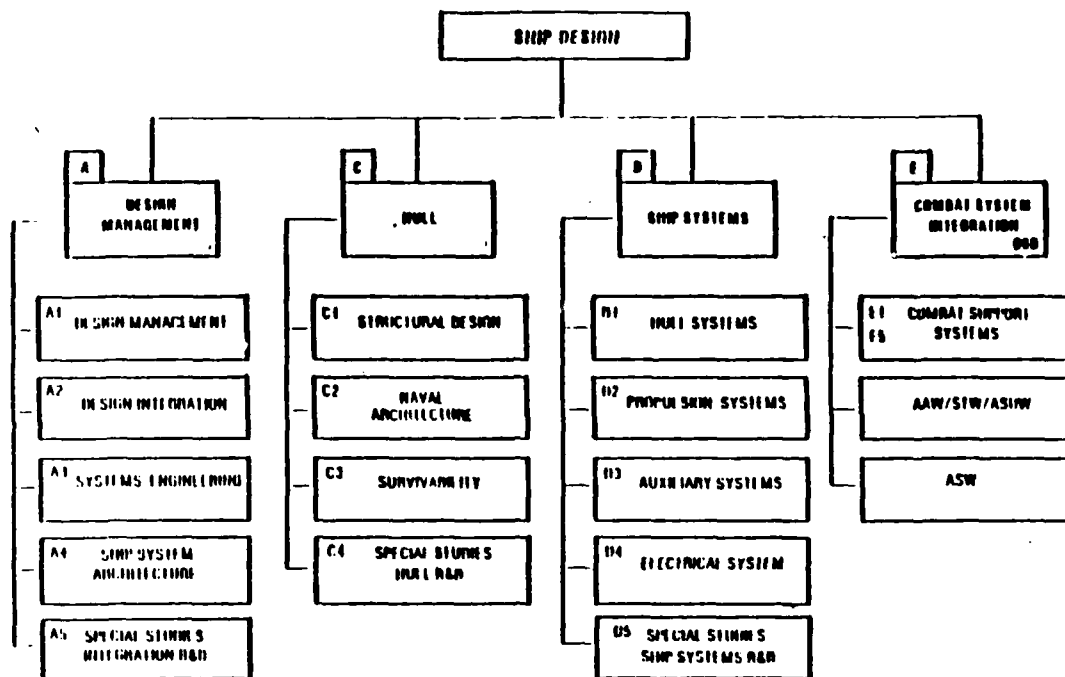 SHIP DESIGN
A
DESIGN
MANAGEMENT
C
HULL
D
SHIP SYSTEMS
E
COMBAT SYSTEM
INTEGRATION
A1 DESIGN MANAGEMENT
A2 DESIGN INTEGRATION
A3 SYSTEMS ENGINEERING
A4 SHIP SYSTEM
ARCHITECTURE
A5 SPECIAL STUDIES
INTEGRATION R&D
C1 STRUCTURAL DESIGN
C2 NAVAL
ARCHITECTURE
C3 SURVIVABILITY
C4 SPECIAL STUDIES
HULL R&D
D1 HULL SYSTEMS
D2 PROPULSION SYSTEMS
D3 AUXILIARY SYSTEMS
D4 ELECTRICAL SYSTEM
D5 SPECIAL STUDIES
SHIP SYSTEMS R&D
E1 COMBAT SUPPORT
E5 SYSTEMS
AAW/STW/ASUW
ASW